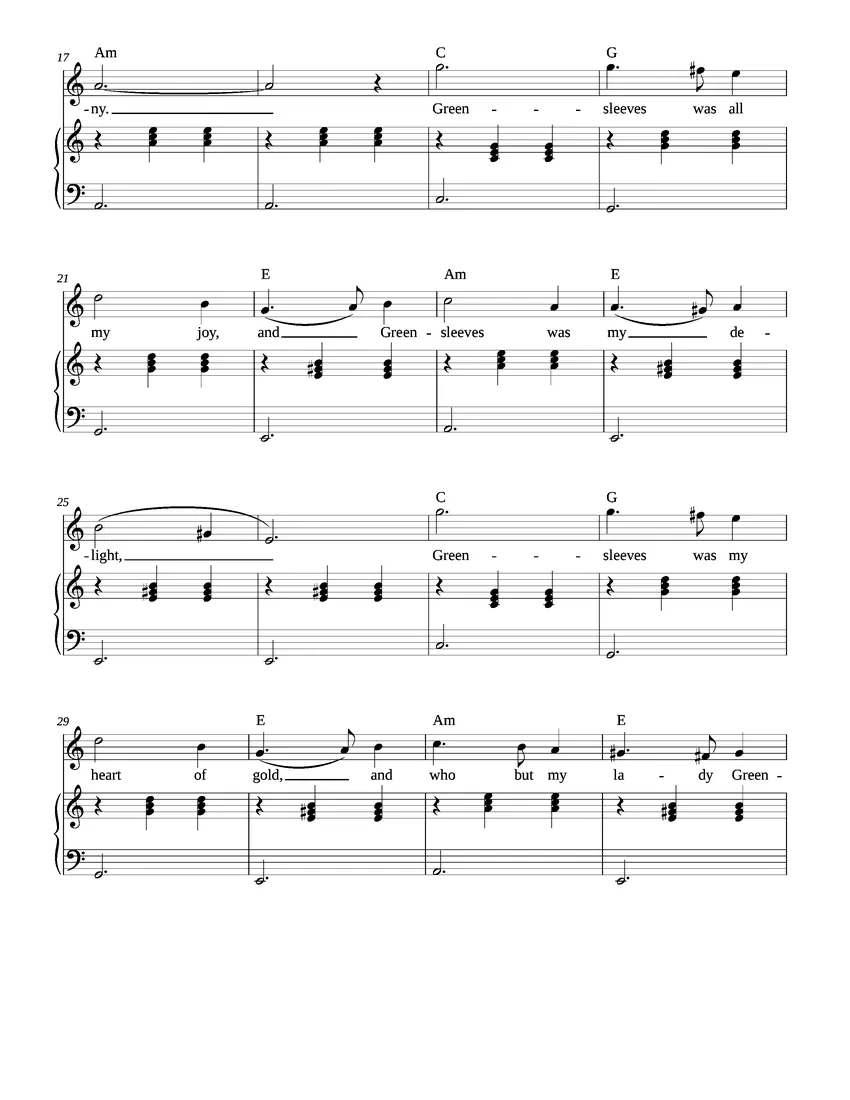 17 Am C G
-ny. Green - - - sleeves was all
21 E Am E
my joy, and Green - sleeves was my de -
25 C G
-light, Green - - - sleeves was my
29 E Am E
heart of gold, and who but my la - dy Green -